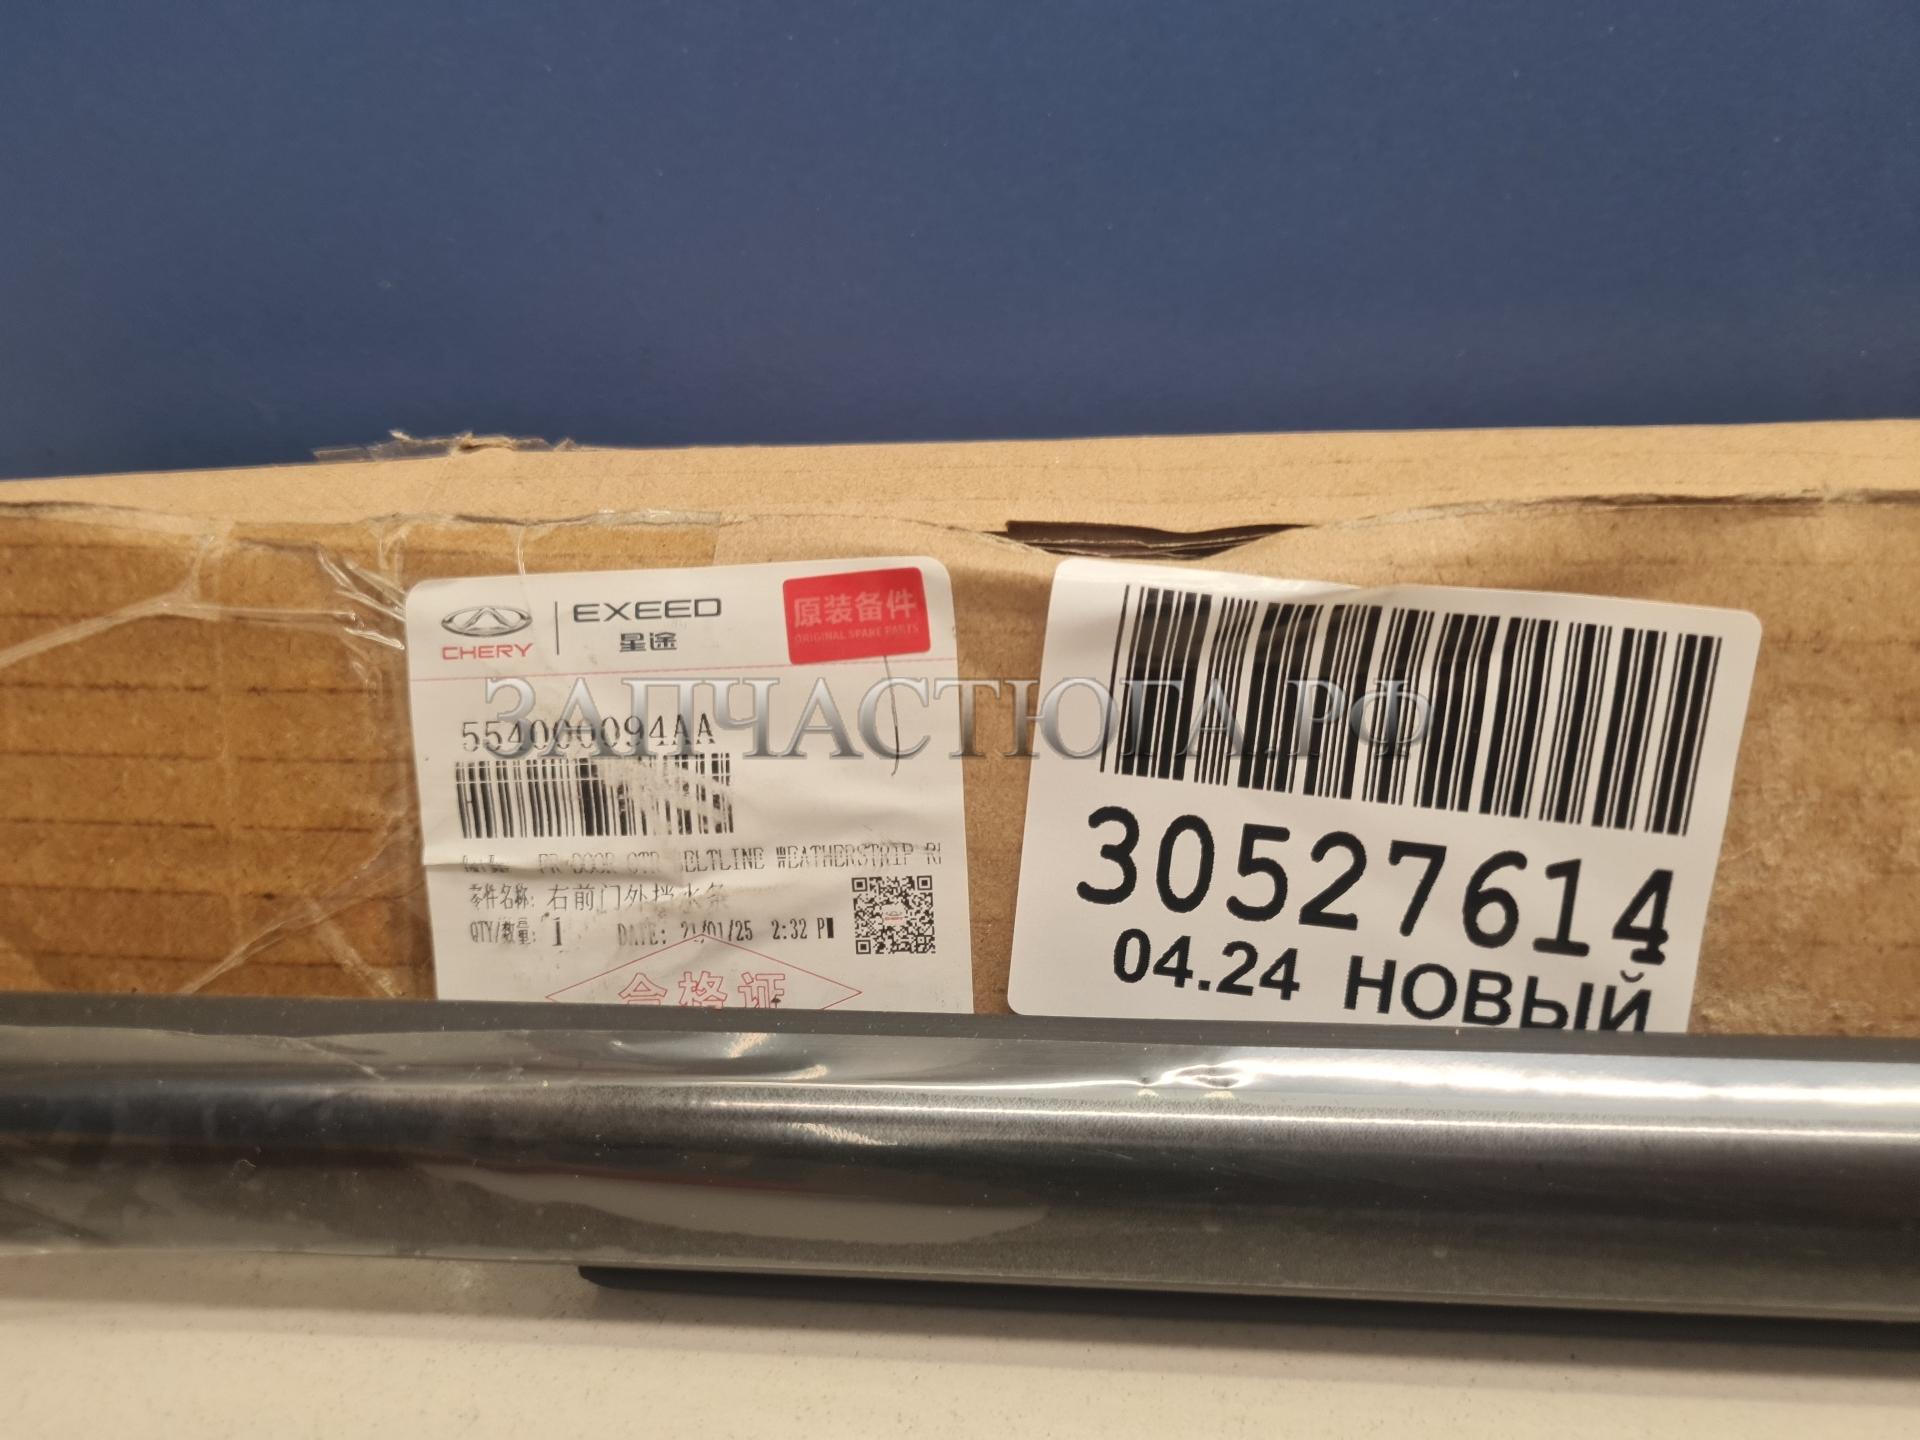 CHERY
EXEED
星途
原装备件
ORIGINAL SPARE PARTS
ЗАПЧАСТЮГА.РФ
554000094AA
FR DOOR OTR BELTLINE WEATHERSTRIP RH
零件名称: 右前门外挡水条
QTY/数量: 1 DATE: 21/01/25 2:32 PM
合格证
30527614
04.24 НОВЫЙ